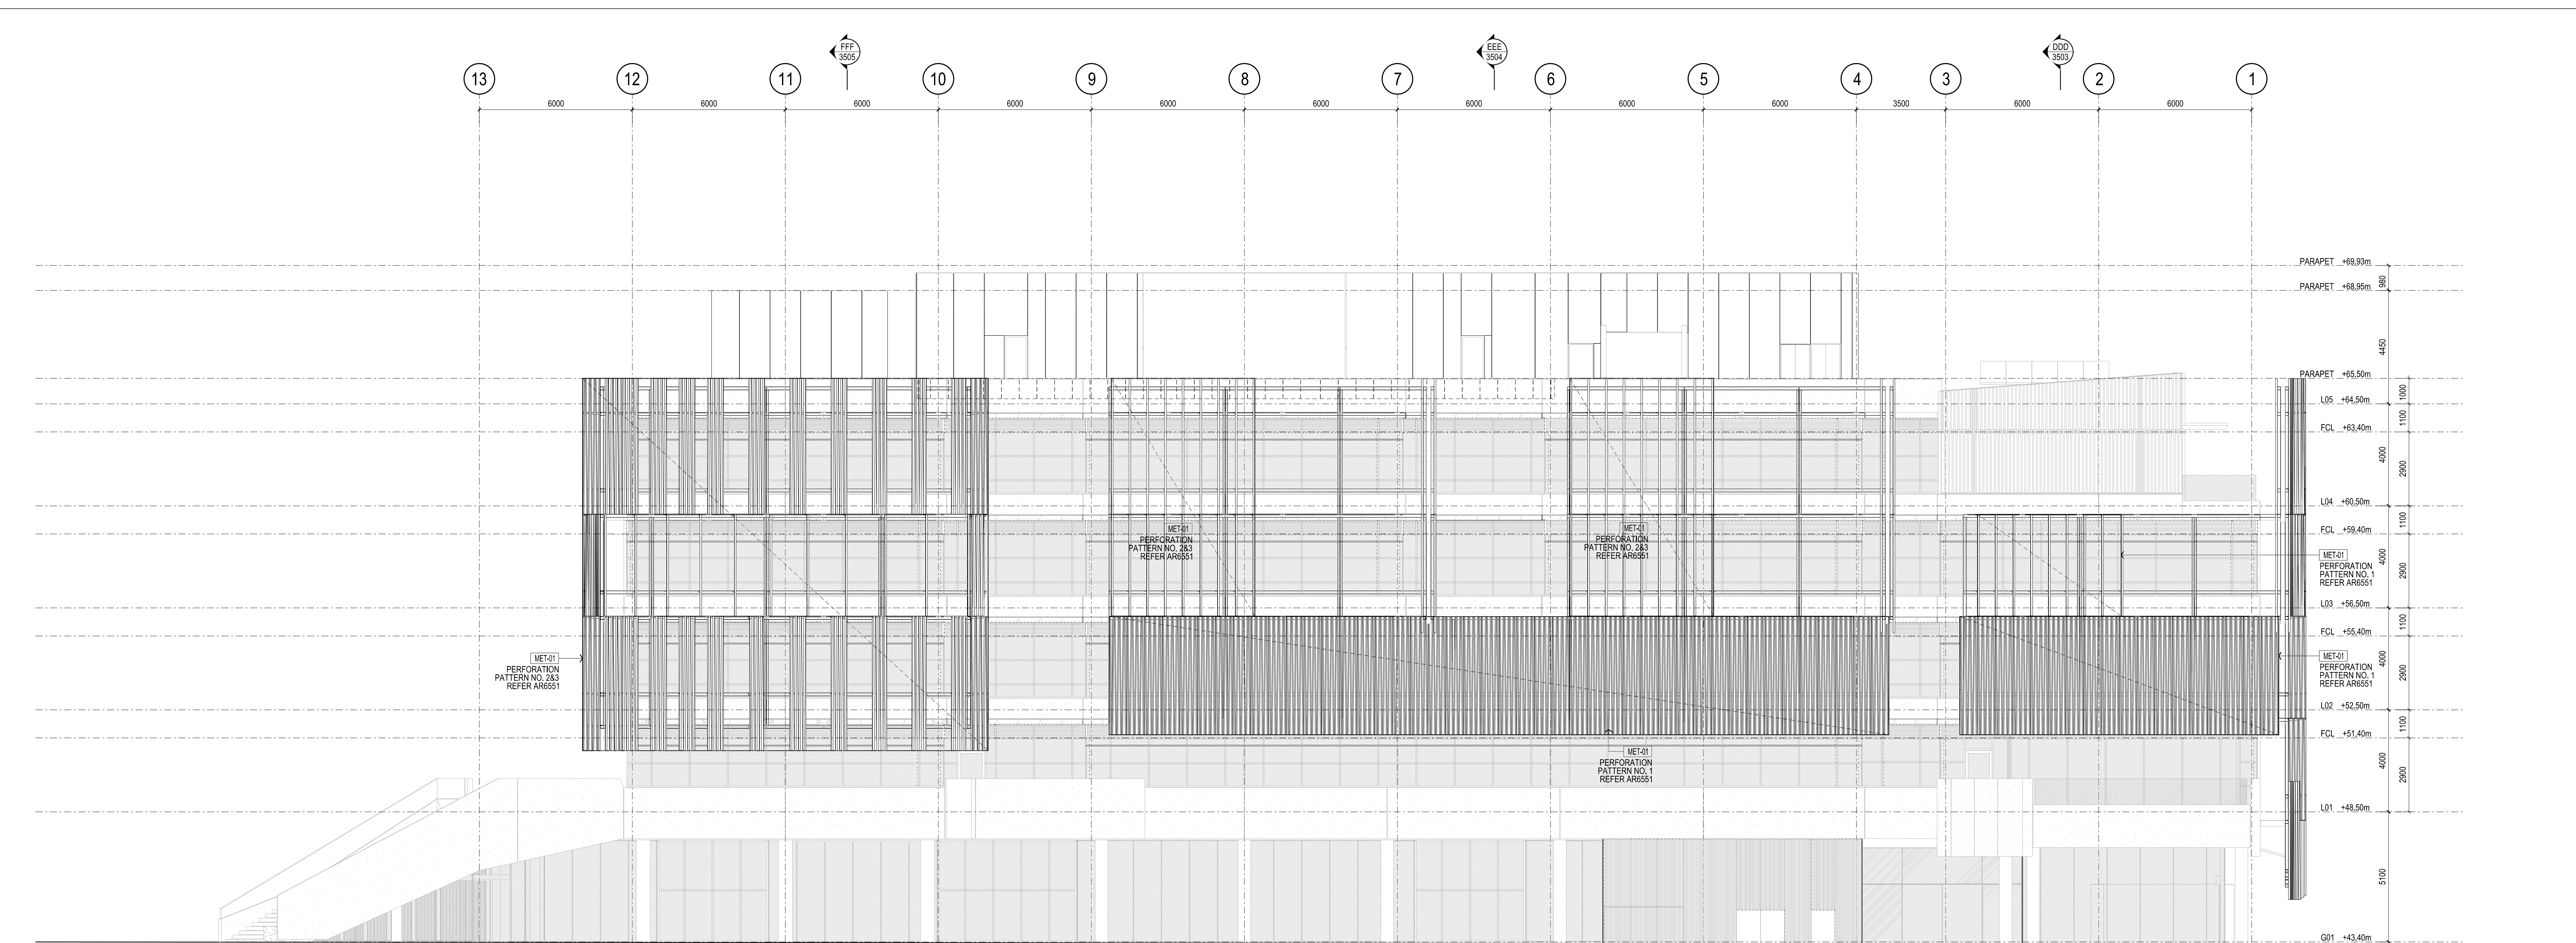 FFF
3505
EEE
3504
DDD
3503
13 12 11 10 9 8 7 6 5 4 3 2 1
6000 6000 6000 6000 6000 6000 6000 6000 6000 3500 6000 6000
PARAPET +69,93m
980
PARAPET +68,95m
4450
PARAPET +65,50m
1000
L05 +64,50m
1100
FCL +63,40m
4000
2900
L04 +60,50m
1100
FCL +59,40m
4000
2900
L03 +56,50m
1100
FCL +55,40m
4000
2900
L02 +52,50m
1100
FCL +51,40m
4000
2900
L01 +48,50m
5100
G01 +43,40m
MET-01
PERFORATION
PATTERN NO. 2&3
REFER AR6551
MET-01
PERFORATION
PATTERN NO. 2&3
REFER AR6551
MET-01
PERFORATION
PATTERN NO. 1
REFER AR6551
MET-01
PERFORATION
PATTERN NO. 2&3
REFER AR6551
MET-01
PERFORATION
PATTERN NO. 1
REFER AR6551
MET-01
PERFORATION
PATTERN NO. 1
REFER AR6551